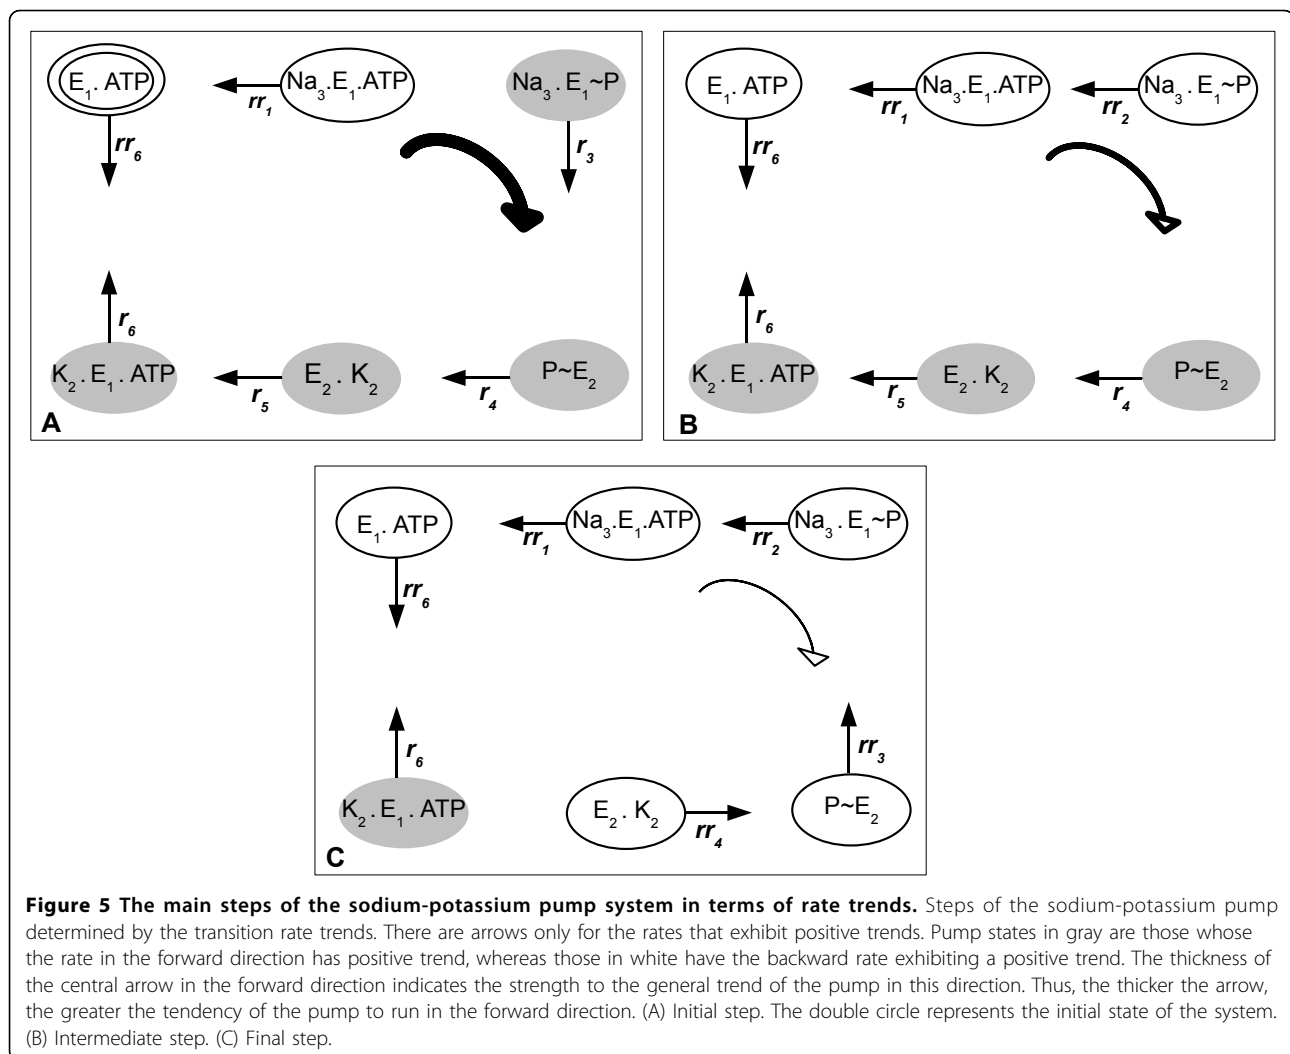 E1. ATP
rr1
Na3.E1.ATP
Na3.E1~P
rr6
r3
r6
K2.E1.ATP
r5
E2.K2
r4
P~E2
A
E1. ATP
rr1
Na3.E1.ATP
rr2
Na3.E1~P
rr6
r6
K2.E1.ATP
r5
E2.K2
r4
P~E2
B
E1. ATP
rr1
Na3.E1.ATP
rr2
Na3.E1~P
rr6
r6
rr3
K2.E1.ATP
E2.K2
rr4
P~E2
C
Figure 5 The main steps of the sodium-potassium pump system in terms of rate trends. Steps of the sodium-potassium pump
determined by the transition rate trends. There are arrows only for the rates that exhibit positive trends. Pump states in gray are those whose
the rate in the forward direction has positive trend, whereas those in white have the backward rate exhibiting a positive trend. The thickness of
the central arrow in the forward direction indicates the strength to the general trend of the pump in this direction. Thus, the thicker the arrow,
the greater the tendency of the pump to run in the forward direction. (A) Initial step. The double circle represents the initial state of the system.
(B) Intermediate step. (C) Final step.